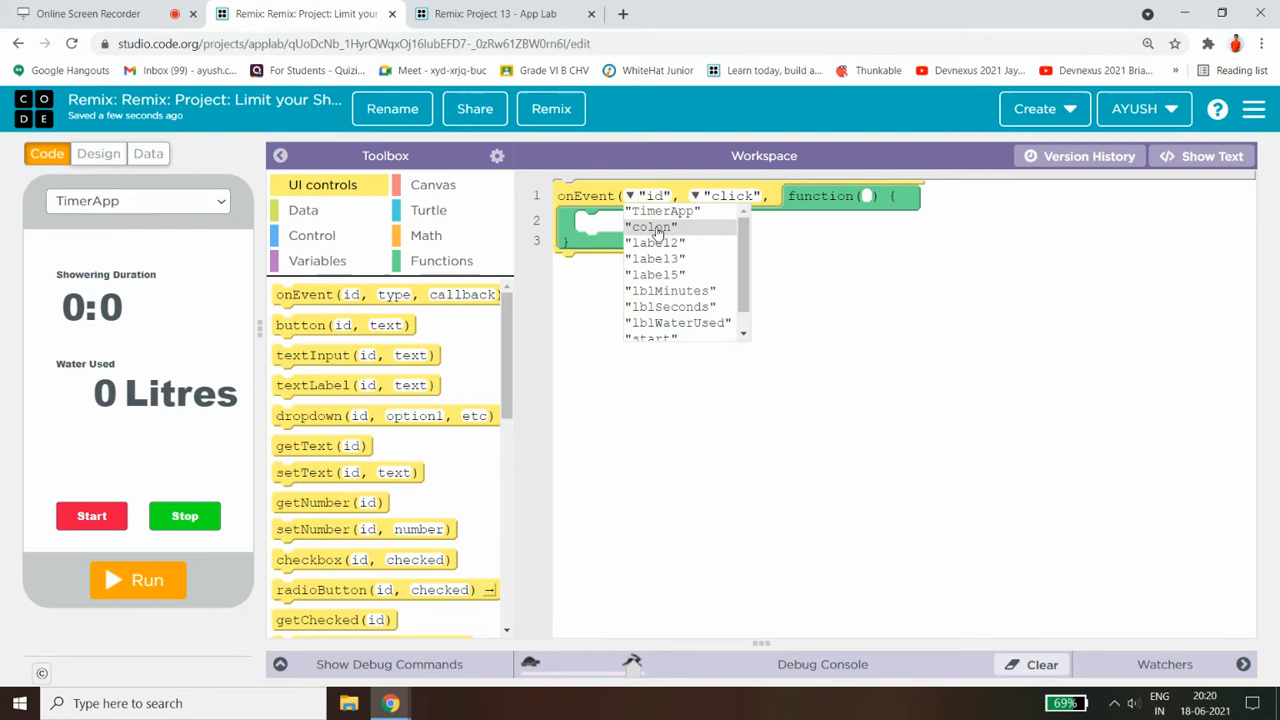 Online Screen Recorder
Remix: Remix: Project: Limit your
Remix: Project 13 - App Lab
studio.code.org/projects/applab/qUoDcNb_1HyrQWqxOj16IubEFD7-_0zRw61ZBW0rn6I/edit
Google Hangouts
Inbox (99) - ayush.c...
For Students - Quizi...
Meet - xyd-xrjq-buc
Grade VI B CHV
WhiteHat Junior
Learn today, build a...
Thunkable
Devnexus 2021 Jay...
Devnexus 2021 Bria...
»
Reading list
CODE
Remix: Remix: Project: Limit your Sh...
Saved a few seconds ago
Rename
Share
Remix
Create
AYUSH
?
Code
Design
Data
Toolbox
Workspace
Version History
</> Show Text
TimerApp
Showering Duration
0:0
Water Used
0 Litres
Start
Stop
Run
UI controls
Canvas
Data
Turtle
Control
Math
Variables
Functions
onEvent(id, type, callback)
button(id, text)
textInput(id, text)
textLabel(id, text)
dropdown(id, option1, etc)
getText(id)
setText(id, text)
getNumber(id)
setNumber(id, number)
checkbox(id, checked)
radioButton(id, checked) →
getChecked(id)
1 onEvent(▼"id", ▼"click", function() {
2
3 }
"TimerApp"
"colon"
"label2"
"label3"
"label5"
"lblMinutes"
"lblSeconds"
"lblWaterUsed"
"start"
©
Show Debug Commands
Debug Console
Clear
Watchers
Type here to search
69%
ENG
IN
20:20
18-06-2021